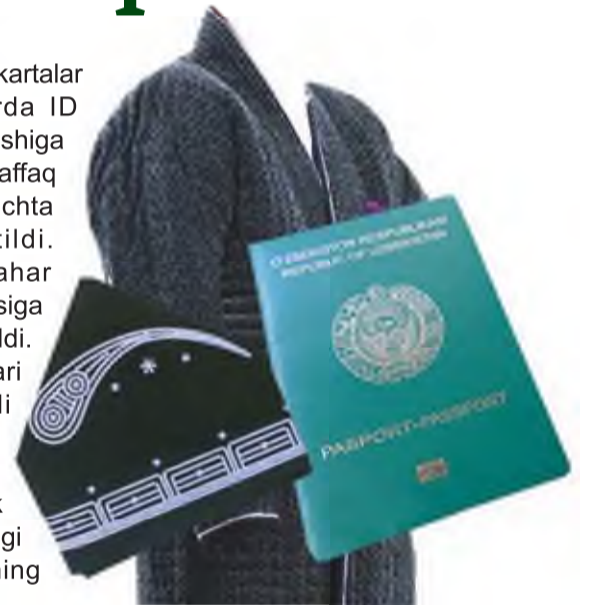 kartalar
rda ID
shiga
affaq
chta
tildi.
ahar
siga
ldi.
ari
li
k
gi
ning
O‘ZBEKISTON RESPUBLIKASI
REPUBLIC OF UZBEKISTAN
PASPORT-PASSPORT